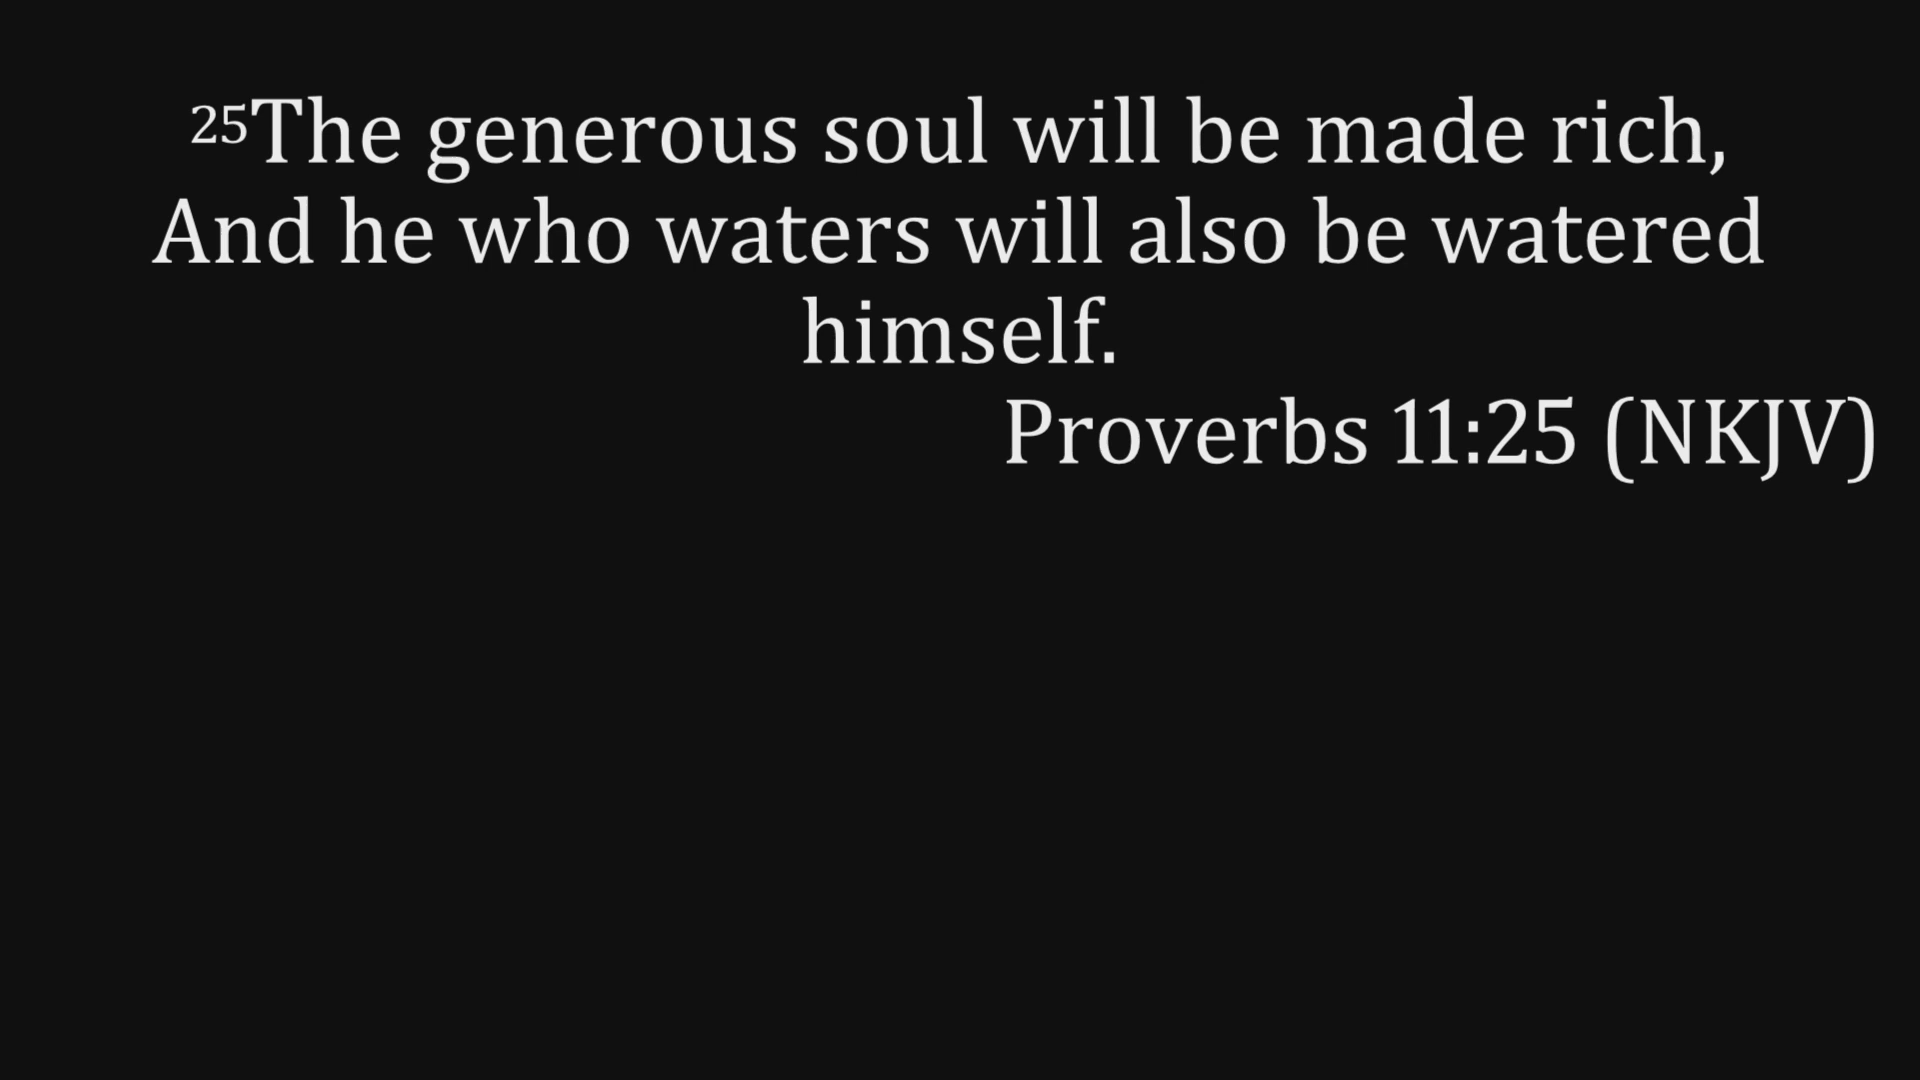 ²⁵The generous soul will be made rich,
And he who waters will also be watered
himself.
Proverbs 11:25 (NKJV)